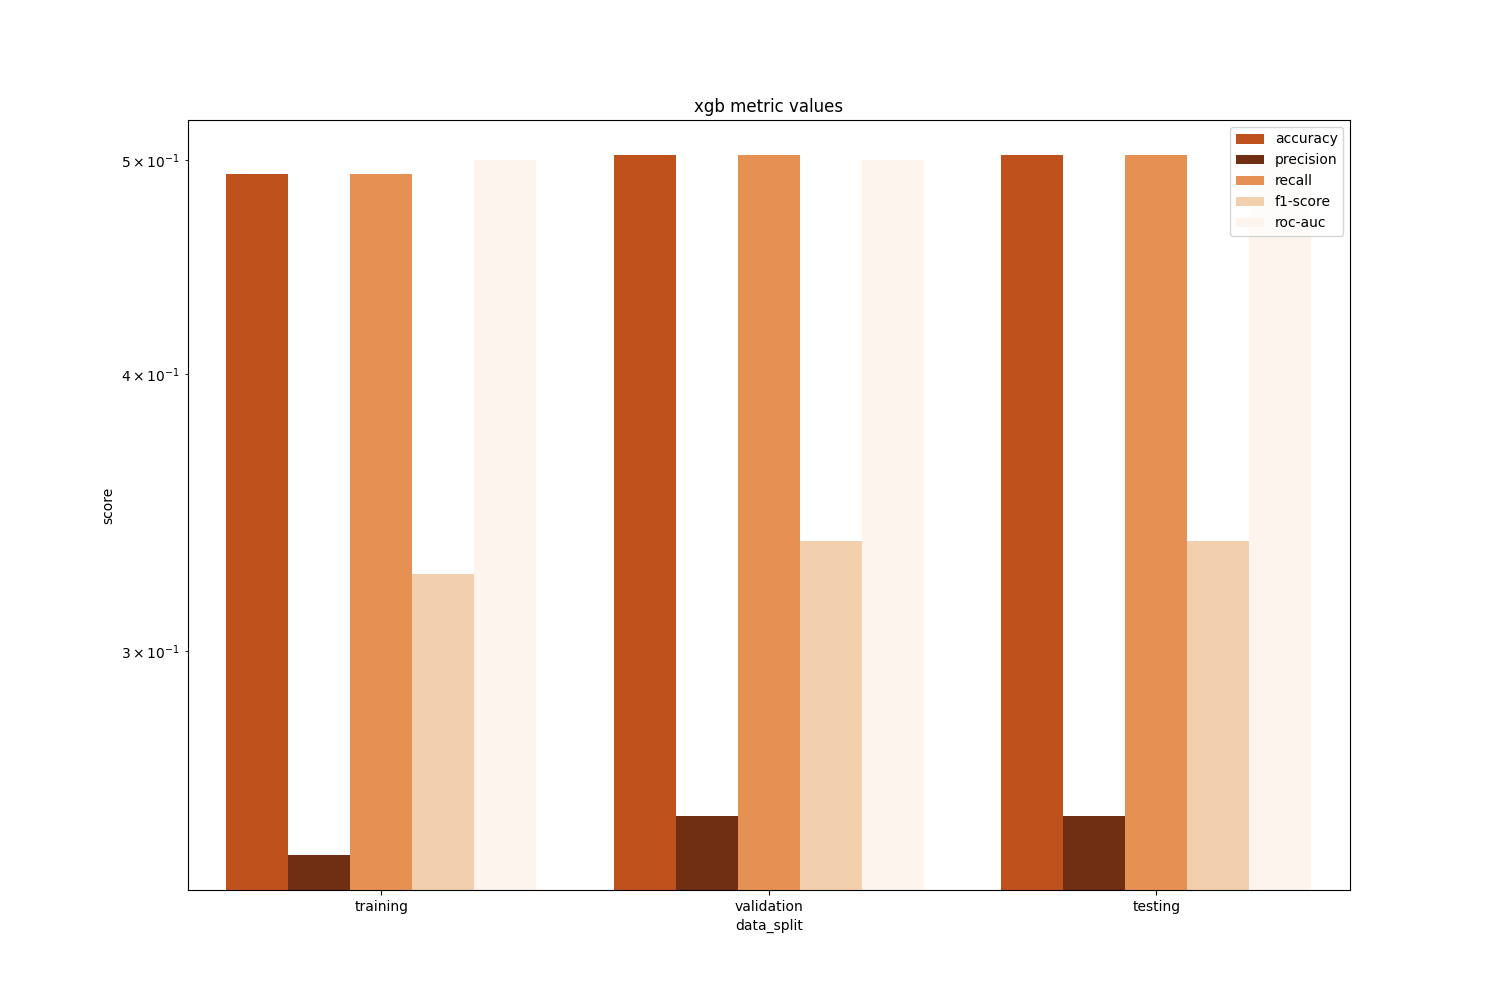 xgb metric values
accuracy
precision
recall
f1-score
roc-auc
5 × 10⁻¹
4 × 10⁻¹
3 × 10⁻¹
score
training
validation
testing
data_split